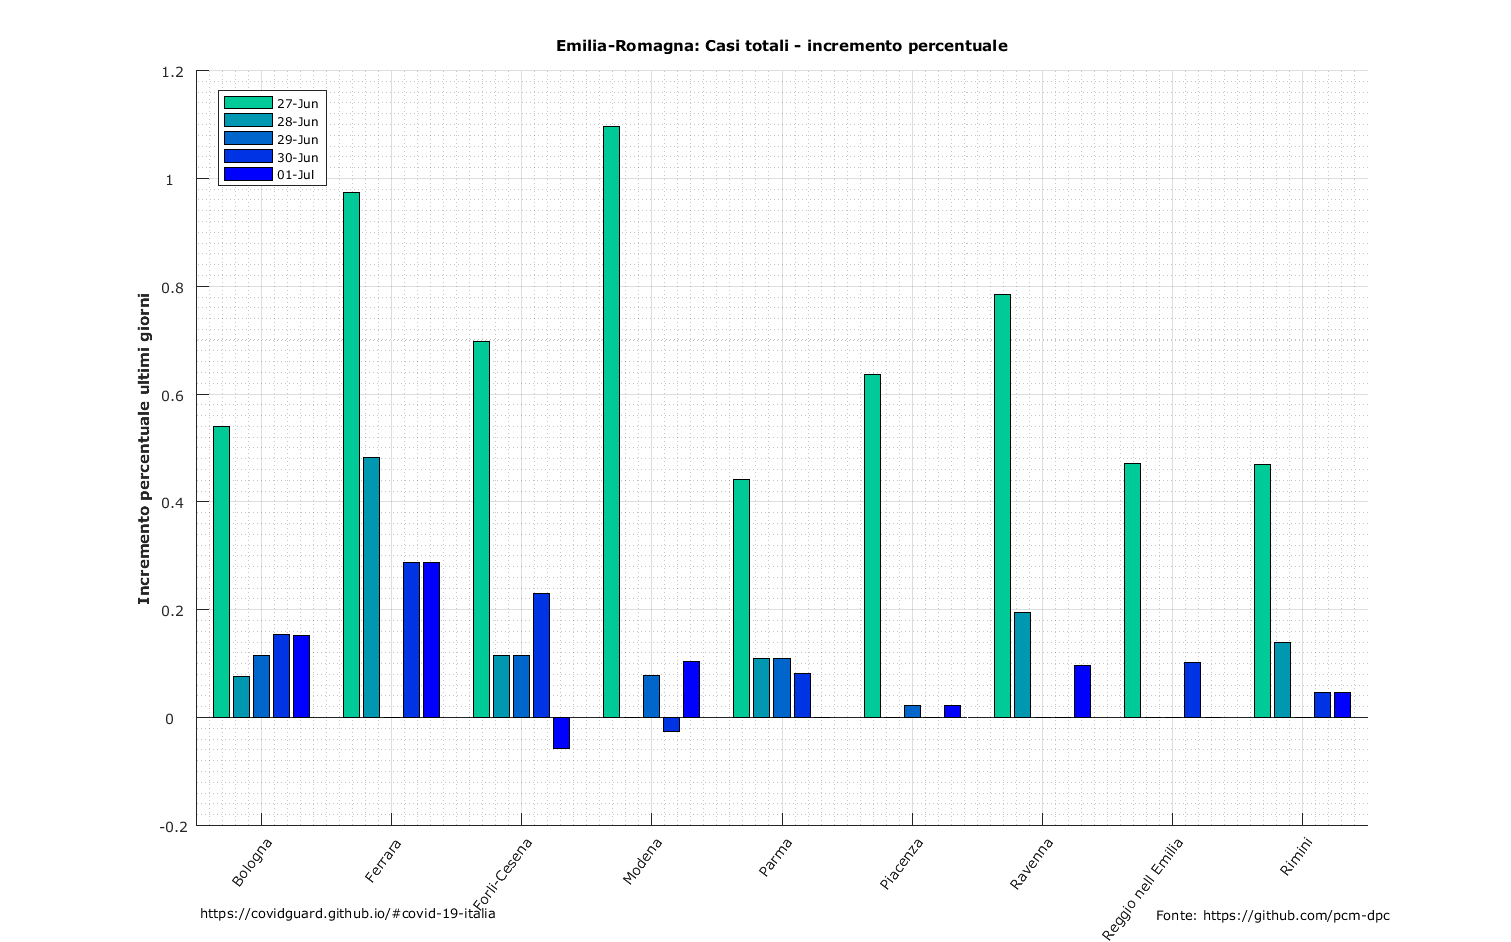 Emilia-Romagna: Casi totali - incremento percentuale
1.2
1
0.8
0.6
0.4
0.2
0
-0.2
Incremento percentuale ultimi giorni
27-Jun
28-Jun
29-Jun
30-Jun
01-Jul
Bologna
Ferrara
Forlì-Cesena
Modena
Parma
Piacenza
Ravenna
Reggio nell Emilia
Rimini
https://covidguard.github.io/#covid-19-italia
Fonte: https://github.com/pcm-dpc